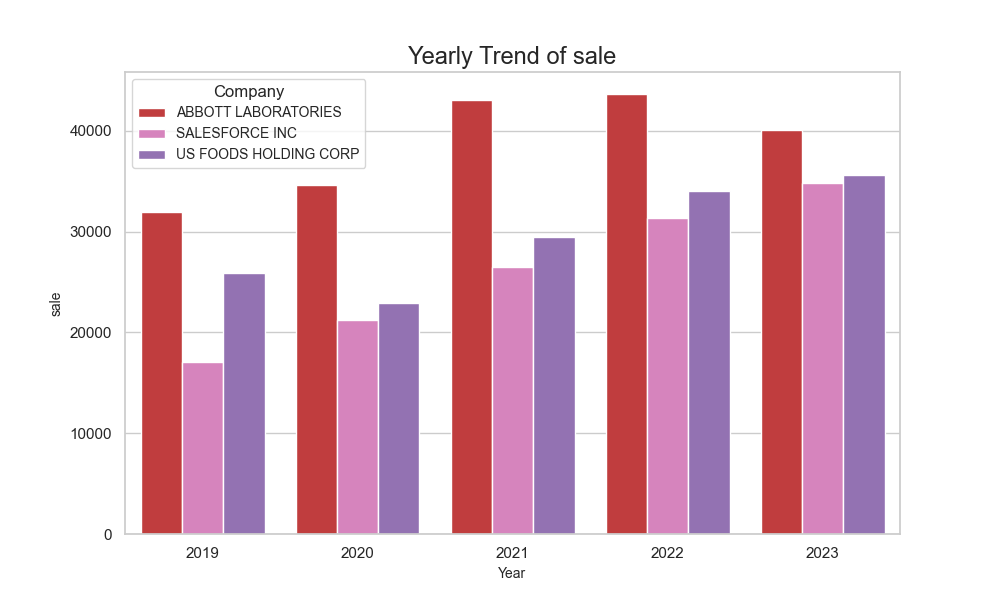 Yearly Trend of sale
Company
ABBOTT LABORATORIES
SALESFORCE INC
US FOODS HOLDING CORP
40000
30000
20000
10000
0
sale
2019 2020 2021 2022 2023
Year